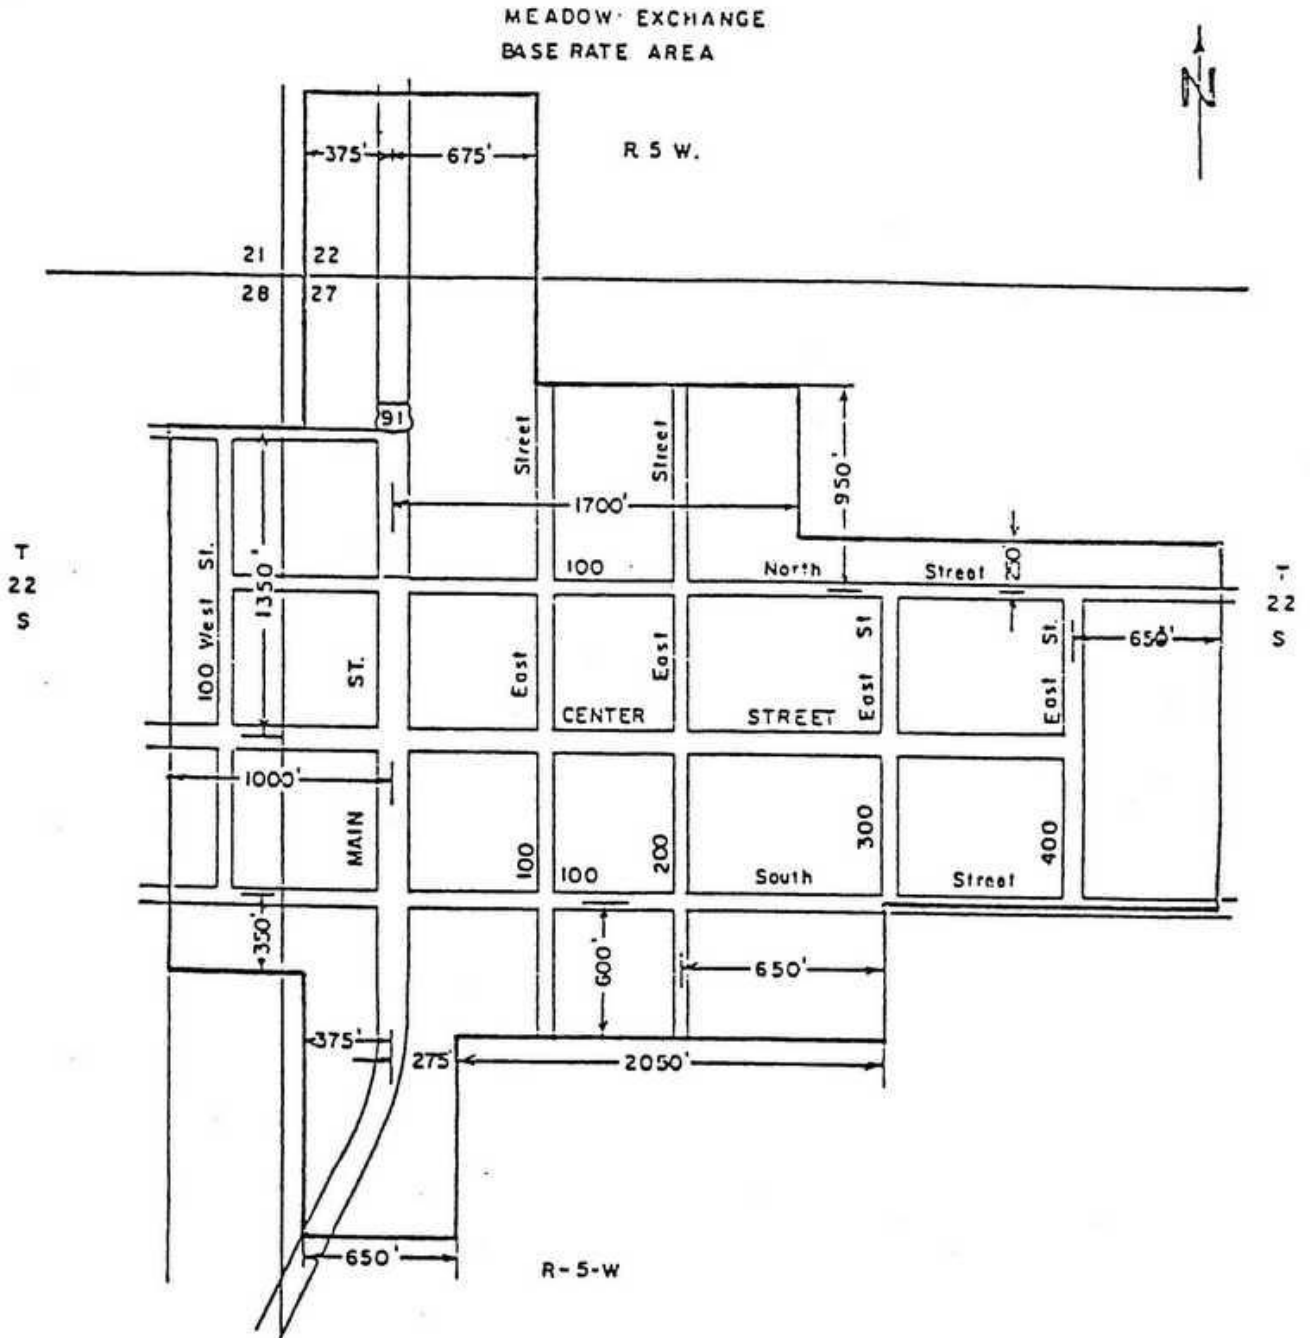 MEADOW EXCHANGE
BASE RATE AREA
N
375'
675'
R 5 W.
21
22
28
27
91
Street
Street
950'
1700'
T
22
S
100 West St.
1350'
100
North
Street
250'
T
22
S
ST.
East
East
East St
East St.
650'
CENTER
STREET
1000'
MAIN
100
200
300
400
100
South
Street
350'
600'
650'
375'
275'
2050'
650'
R-5-W